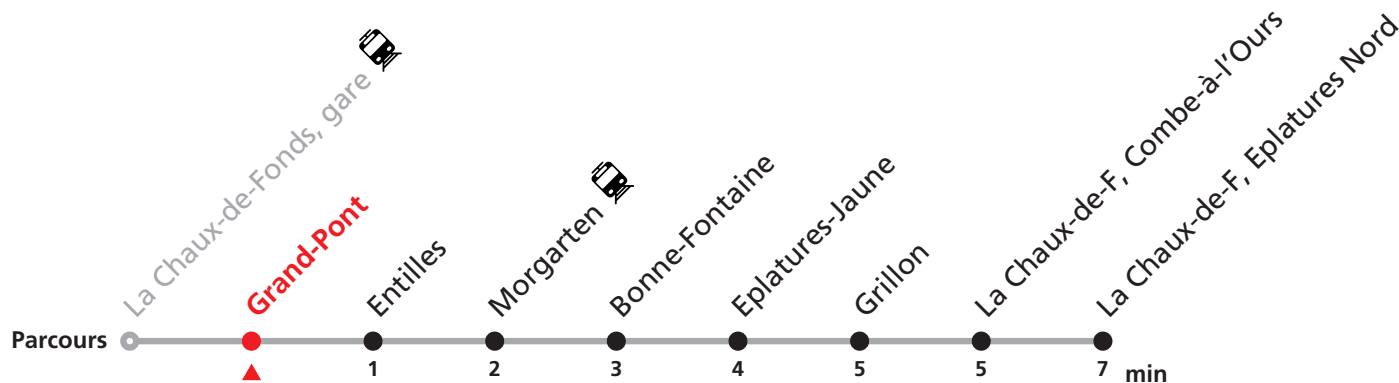 La Chaux-de-Fonds, gare
Grand-Pont
Entilles
Morgarten
Bonne-Fontaine
Eplatures-Jaune
Grillon
La Chaux-de-F, Combe-à-l'Ours
La Chaux-de-F, Eplatures Nord
Parcours
1 2 3 4 5 5 7 min